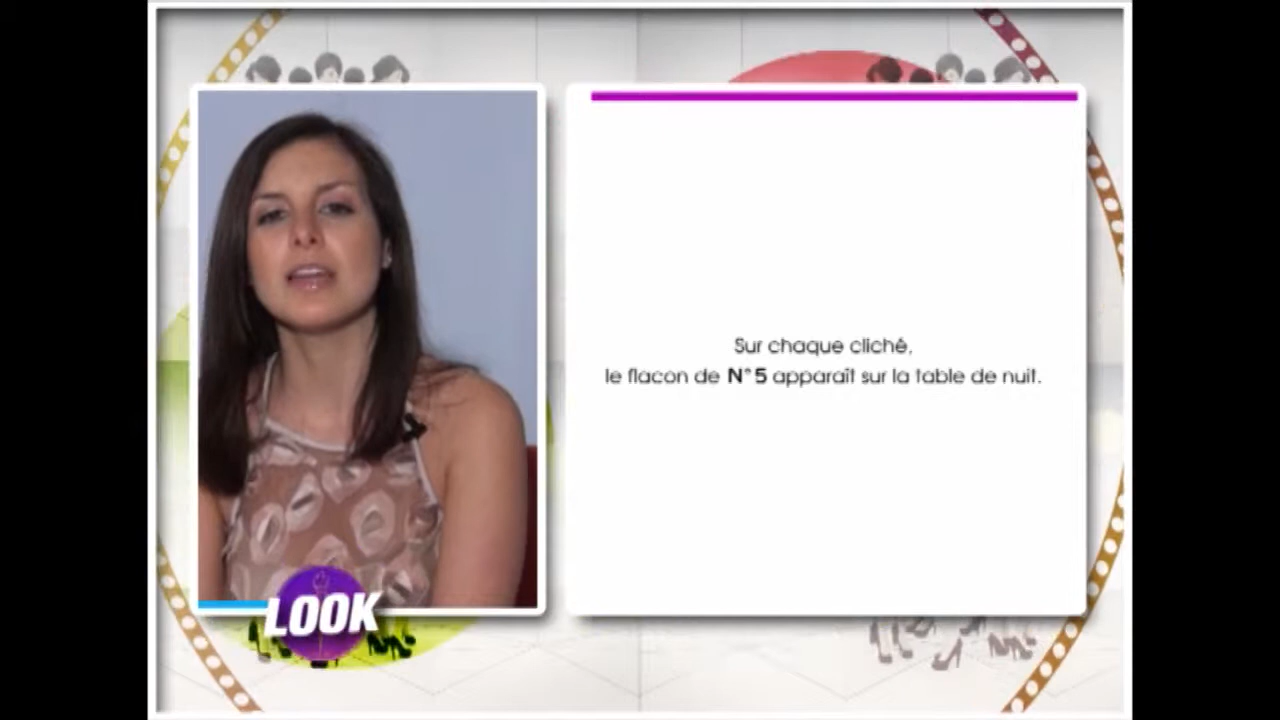 Sur chaque cliché,
le flacon de N°5 apparaît sur la table de nuit.
LOOK